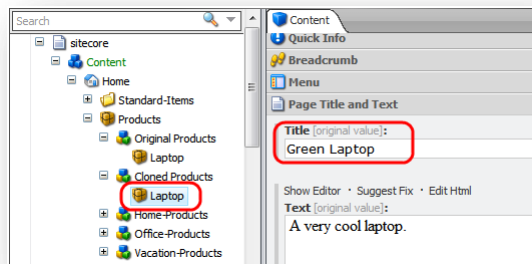 Search
sitecore
Content
Home
Standard-Items
Products
Original Products
Laptop
Cloned Products
Laptop
Home-Products
Office-Products
Vacation-Products
Content
Quick Info
Breadcrumb
Menu
Page Title and Text
Title [original value]:
Green Laptop
Show Editor · Suggest Fix · Edit Html
Text [original value]:
A very cool laptop.